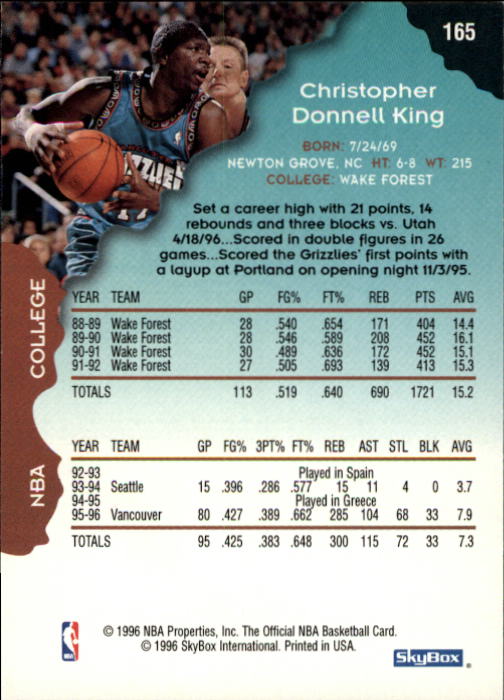 165
Christopher
Donnell King
BORN: 7/24/69
NEWTON GROVE, NC HT: 6-8 WT: 215
COLLEGE: WAKE FOREST
Set a career high with 21 points, 14
rebounds and three blocks vs. Utah
4/18/96...Scored in double figures in 26
games...Scored the Grizzlies' first points with
a layup at Portland on opening night 11/3/95.
COLLEGE
YEAR TEAM GP FG% FT% REB PTS AVG
88-89 Wake Forest 28 .540 .654 171 404 14.4
89-90 Wake Forest 28 .546 .589 208 452 16.1
90-91 Wake Forest 30 .489 .636 172 452 15.1
91-92 Wake Forest 27 .505 .693 139 413 15.3
TOTALS 113 .519 .640 690 1721 15.2
NBA
YEAR TEAM GP FG% 3PT% FT% REB AST STL BLK AVG
92-93 Played in Spain
93-94 Seattle 15 .396 .286 .577 15 11 4 0 3.7
94-95 Played in Greece
95-96 Vancouver 80 .427 .389 .662 285 104 68 33 7.9
TOTALS 95 .425 .383 .648 300 115 72 33 7.3
© 1996 NBA Properties, Inc. The Official NBA Basketball Card.
© 1996 SkyBox International. Printed in USA.
SkyBox®